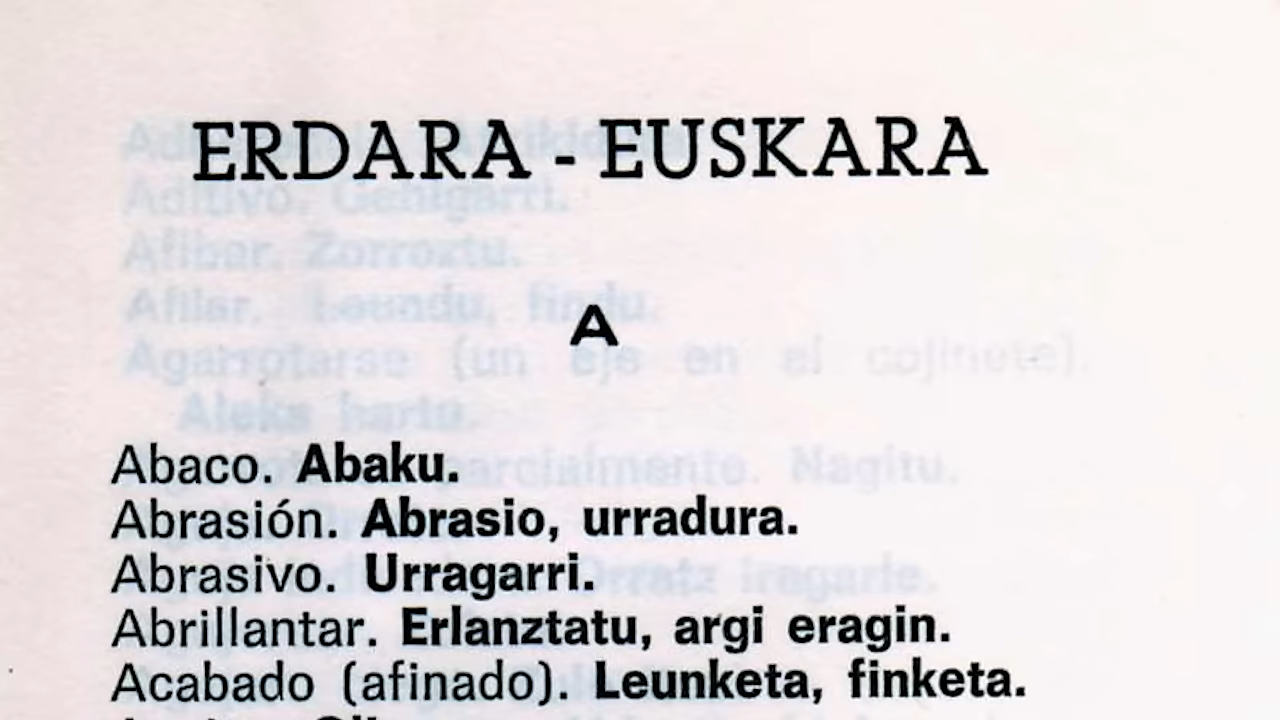 ERDARA - EUSKARA
A
Abaco. Abaku.
Abrasión. Abrasio, urradura.
Abrasivo. Urragarri.
Abrillantar. Erlanztatu, argi eragin.
Acabado (afinado). Leunketa, finketa.